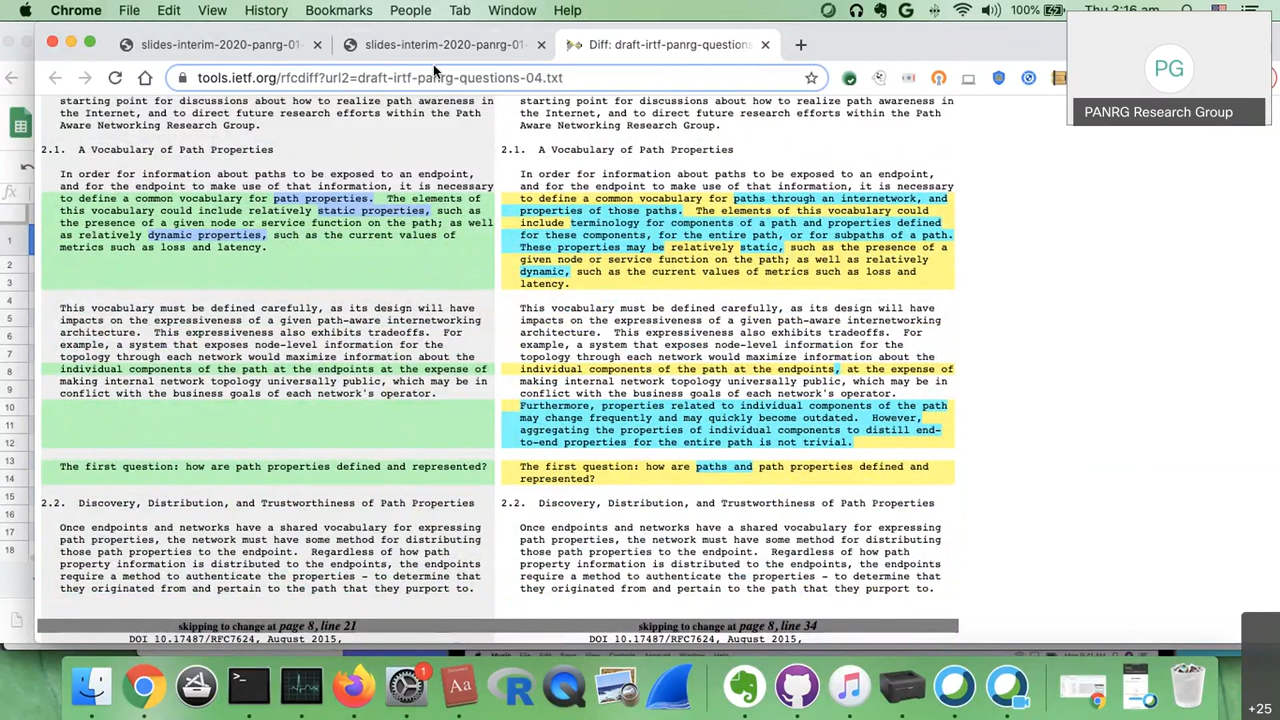 Chrome File Edit View History Bookmarks People Tab Window Help
100% Thu 3:16 am
slides-interim-2020-panrg-01-
slides-interim-2020-panrg-01-
Diff: draft-irtf-panrg-questions
tools.ietf.org/rfcdiff?url2=draft-irtf-panrg-questions-04.txt
PG
PANRG Research Group
starting point for discussions about how to realize path awareness in
the Internet, and to direct future research efforts within the Path
Aware Networking Research Group.
2.1. A Vocabulary of Path Properties
In order for information about paths to be exposed to an endpoint,
and for the endpoint to make use of that information, it is necessary
to define a common vocabulary for path properties. The elements of
this vocabulary could include relatively static properties, such as
the presence of a given node or service function on the path; as well
as relatively dynamic properties, such as the current values of
metrics such as loss and latency.
This vocabulary must be defined carefully, as its design will have
impacts on the expressiveness of a given path-aware internetworking
architecture. This expressiveness also exhibits tradeoffs. For
example, a system that exposes node-level information for the
topology through each network would maximize information about the
individual components of the path at the endpoints at the expense of
making internal network topology universally public, which may be in
conflict with the business goals of each network's operator.
The first question: how are path properties defined and represented?
2.2. Discovery, Distribution, and Trustworthiness of Path Properties
Once endpoints and networks have a shared vocabulary for expressing
path properties, the network must have some method for distributing
those path properties to the endpoint. Regardless of how path
property information is distributed to the endpoints, the endpoints
require a method to authenticate the properties - to determine that
they originated from and pertain to the path that they purport to.
skipping to change at page 8, line 21
DOI 10.17487/RFC7624, August 2015,
starting point for discussions about how to realize path awareness in
the Internet, and to direct future research efforts within the Path
Aware Networking Research Group.
2.1. A Vocabulary of Path Properties
In order for information about paths to be exposed to an endpoint,
and for the endpoint to make use of that information, it is necessary
to define a common vocabulary for paths through an internetwork, and
properties of those paths. The elements of this vocabulary could
include terminology for components of a path and properties defined
for these components, for the entire path, or for subpaths of a path.
These properties may be relatively static, such as the presence of a
given node or service function on the path; as well as relatively
dynamic, such as the current values of metrics such as loss and
latency.
This vocabulary must be defined carefully, as its design will have
impacts on the expressiveness of a given path-aware internetworking
architecture. This expressiveness also exhibits tradeoffs. For
example, a system that exposes node-level information for the
topology through each network would maximize information about the
individual components of the path at the endpoints, at the expense of
making internal network topology universally public, which may be in
conflict with the business goals of each network's operator.
Furthermore, properties related to individual components of the path
may change frequently and may quickly become outdated. However,
aggregating the properties of individual components to distill end-
to-end properties for the entire path is not trivial.
The first question: how are paths and path properties defined and
represented?
2.2. Discovery, Distribution, and Trustworthiness of Path Properties
Once endpoints and networks have a shared vocabulary for expressing
path properties, the network must have some method for distributing
those path properties to the endpoint. Regardless of how path
property information is distributed to the endpoints, the endpoints
require a method to authenticate the properties - to determine that
they originated from and pertain to the path that they purport to.
skipping to change at page 8, line 34
DOI 10.17487/RFC7624, August 2015,
fx
1
2
3
4
5
6
7
8
9
10
11
12
13
14
15
16
17
18
1
Aa
R
Q
+25